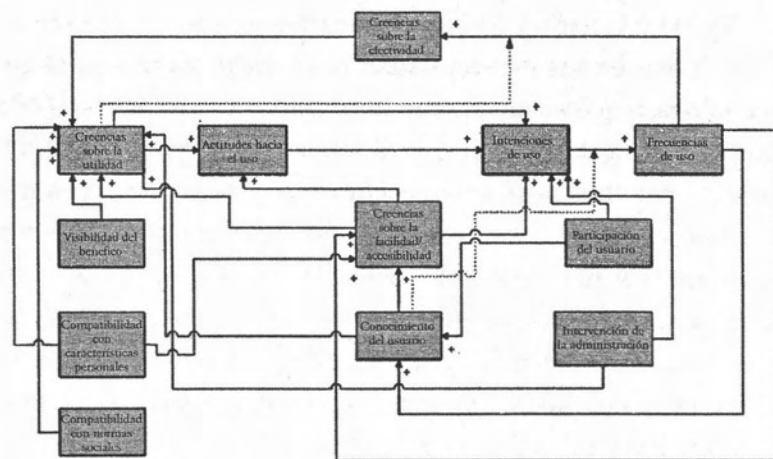 Creencias
sobre la
efectividad
Creencias
sobre la
utilidad
Actitudes hacia
el uso
Intenciones
de uso
Frecuencias
de uso
Visibilidad del
benefico
Creencias
sobre la
facilidad/
accesibilidad
Participación
del usuario
Compatibilidad
con
características
personales
Conocimiento
del usuario
Intervención de
la administración
Compatibilidad
con normas
sociales